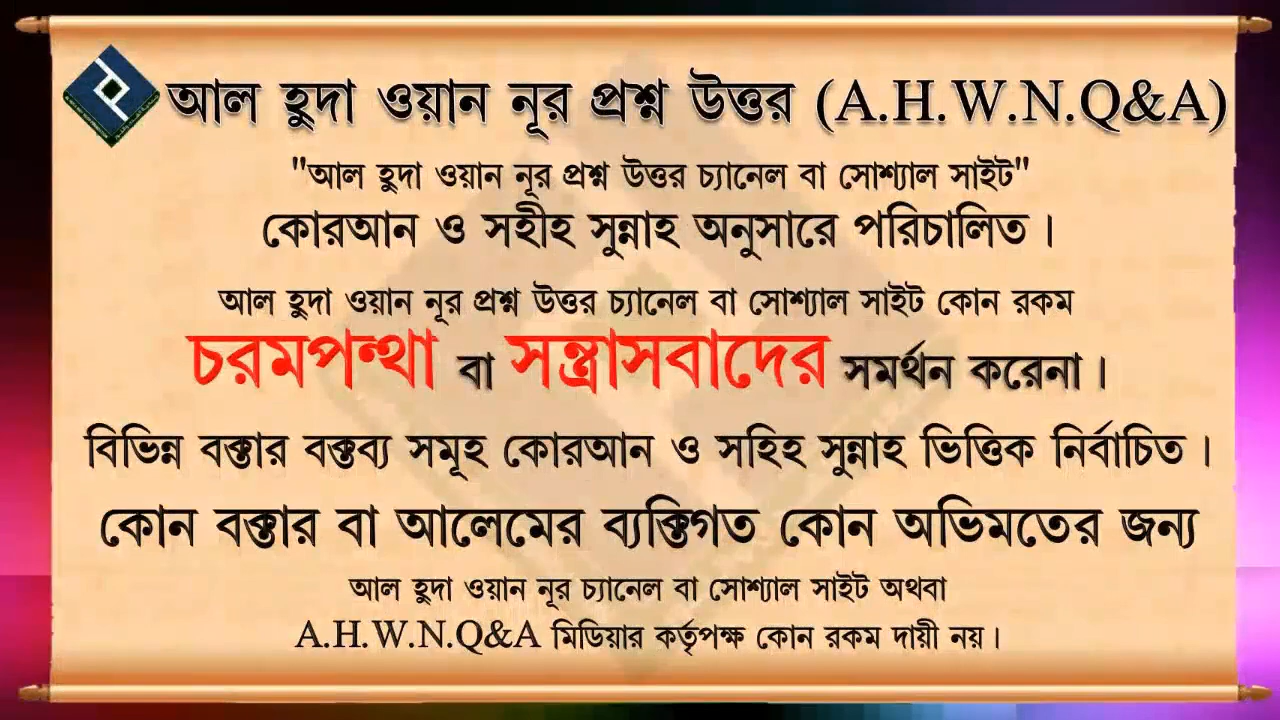 আল হুদা ওয়ান নূর প্রশ্ন উত্তর (A.H.W.N.Q&A)
"আল হুদা ওয়ান নূর প্রশ্ন উত্তর চ্যানেল বা সোশ্যাল সাইট"
কোরআন ও সহীহ সুন্নাহ অনুসারে পরিচালিত।
আল হুদা ওয়ান নূর প্রশ্ন উত্তর চ্যানেল বা সোশ্যাল সাইট কোন রকম
চরমপন্থা বা সন্ত্রাসবাদের সমর্থন করেনা।
বিভিন্ন বক্তার বক্তব্য সমূহ কোরআন ও সহিহ সুন্নাহ ভিত্তিক নির্বাচিত।
কোন বক্তার বা আলেমের ব্যক্তিগত কোন অভিমতের জন্য
আল হুদা ওয়ান নূর চ্যানেল বা সোশ্যাল সাইট অথবা
A.H.W.N.Q&A মিডিয়ার কর্তৃপক্ষ কোন রকম দায়ী নয়।